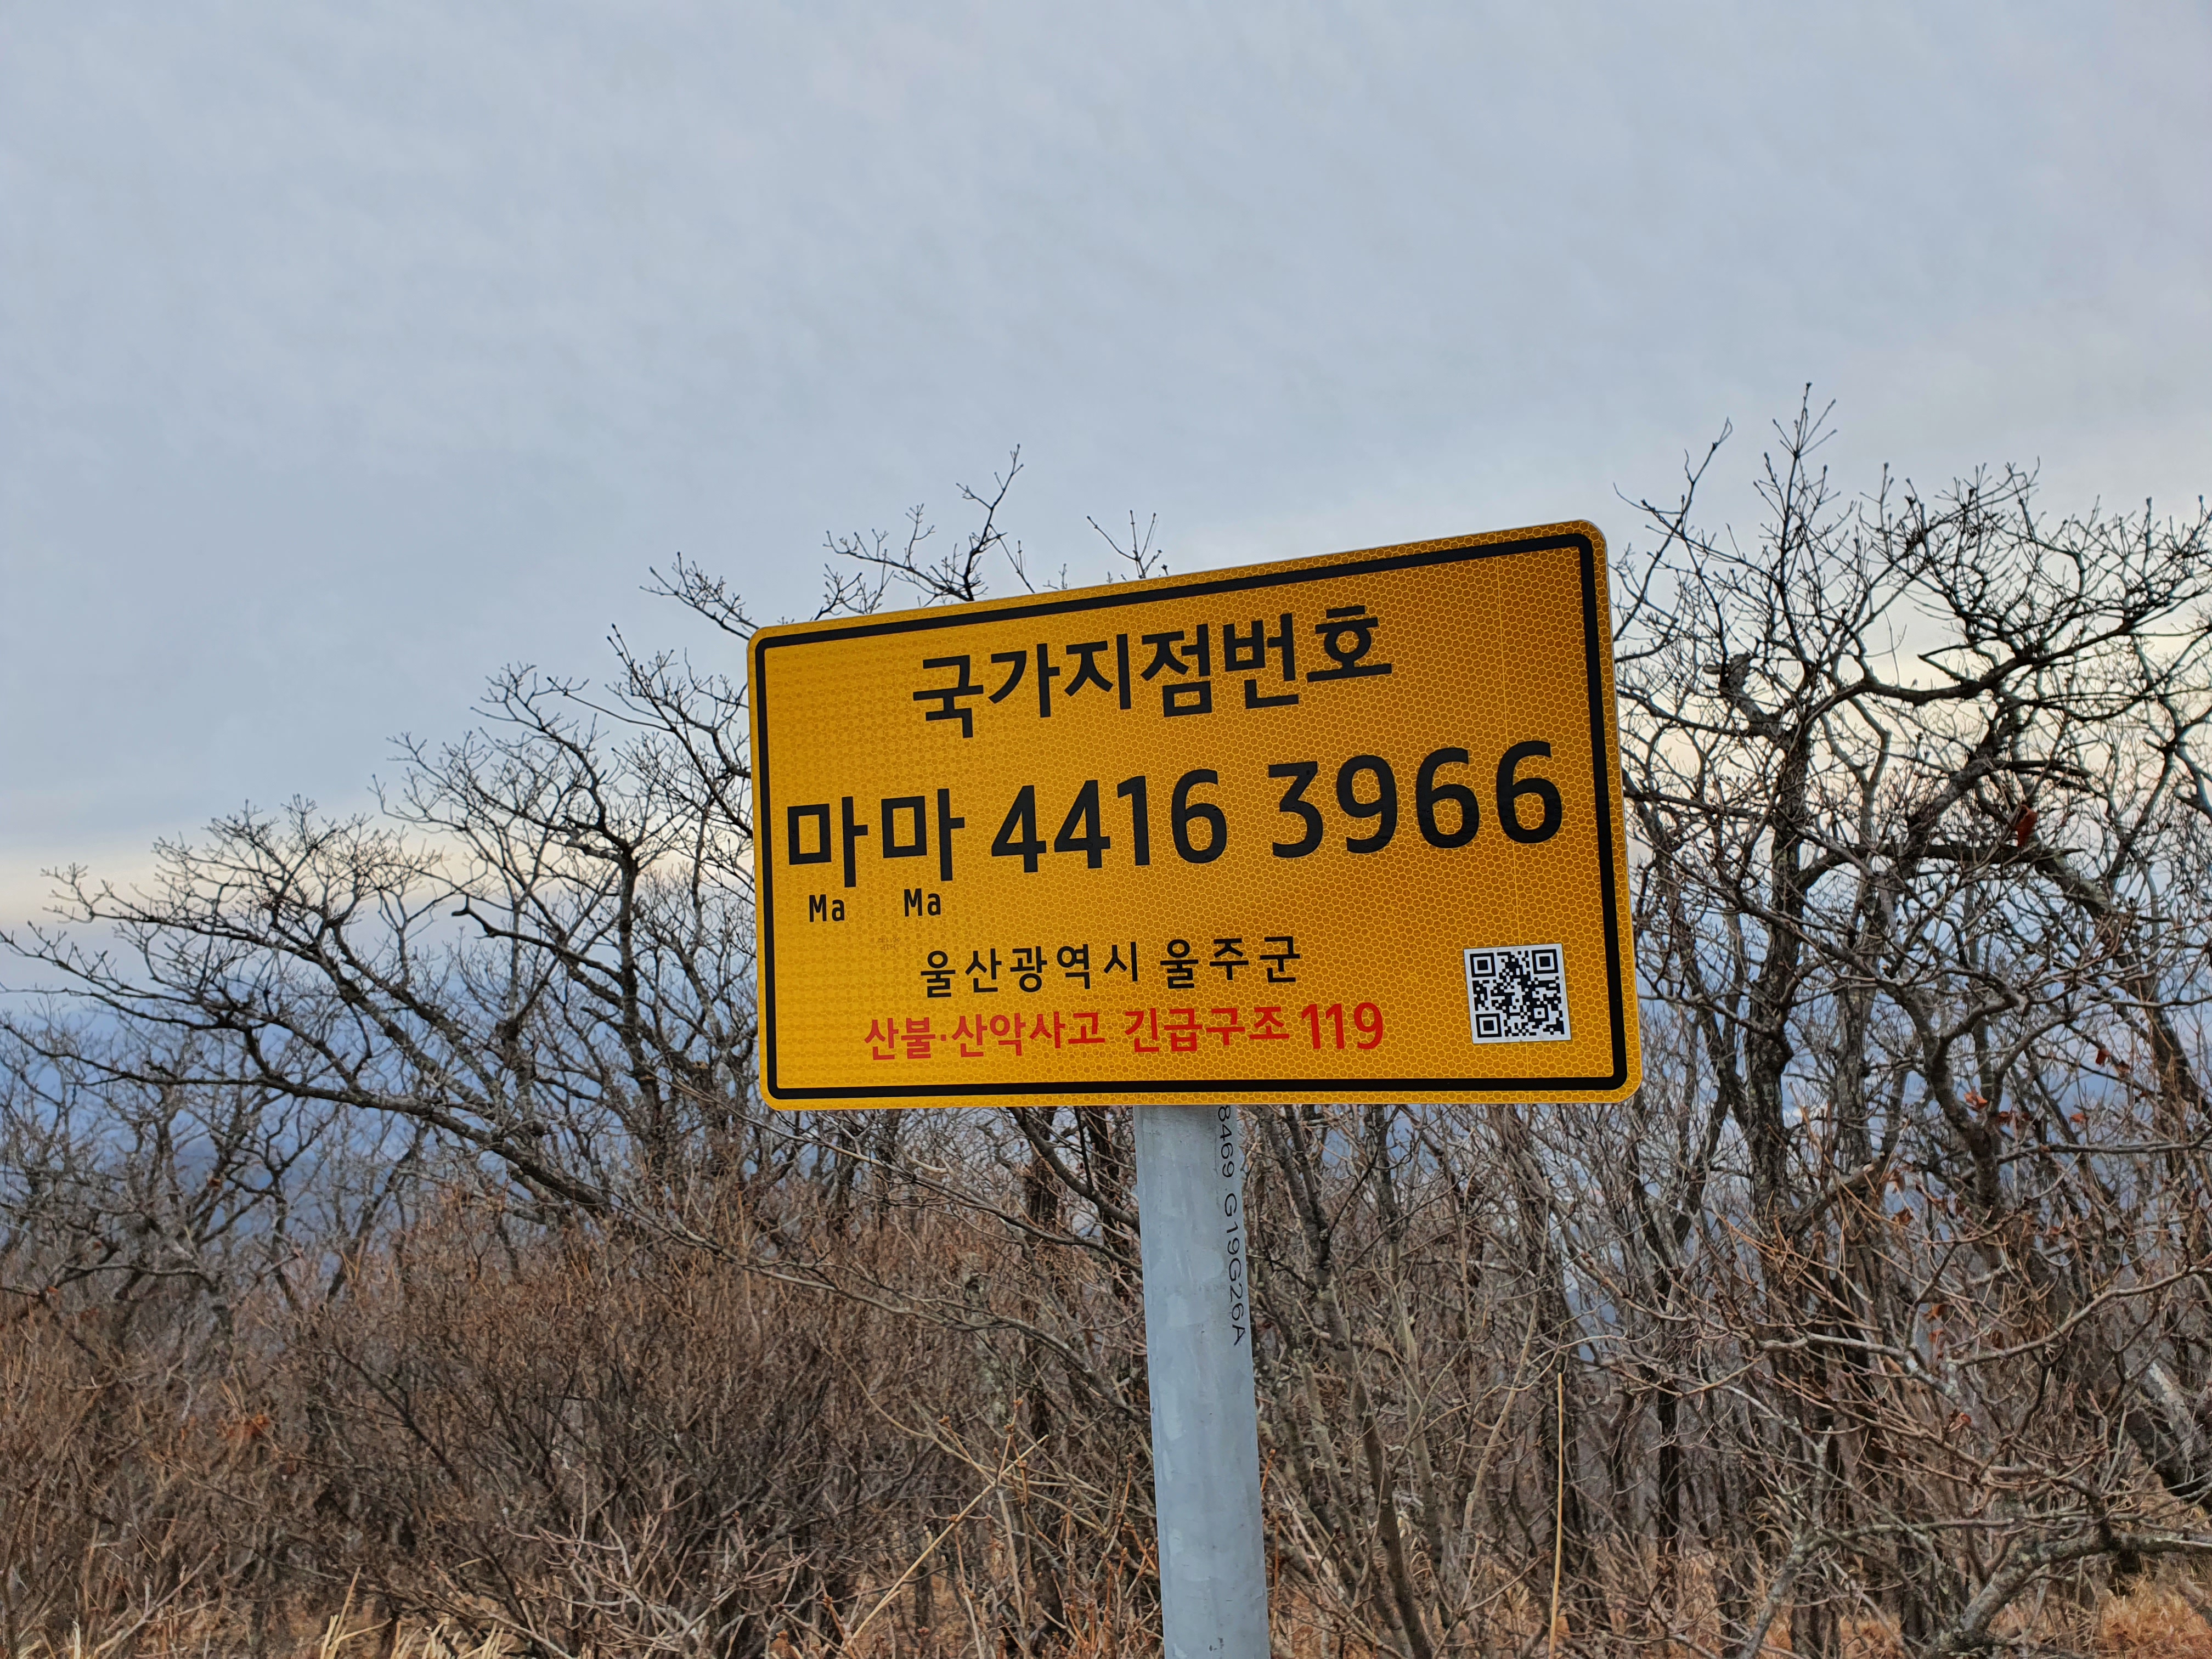 국가지점번호
마마 4416 3966
Ma Ma
울산광역시 울주군
산불·산악사고 긴급구조 119
8469 G19G26A